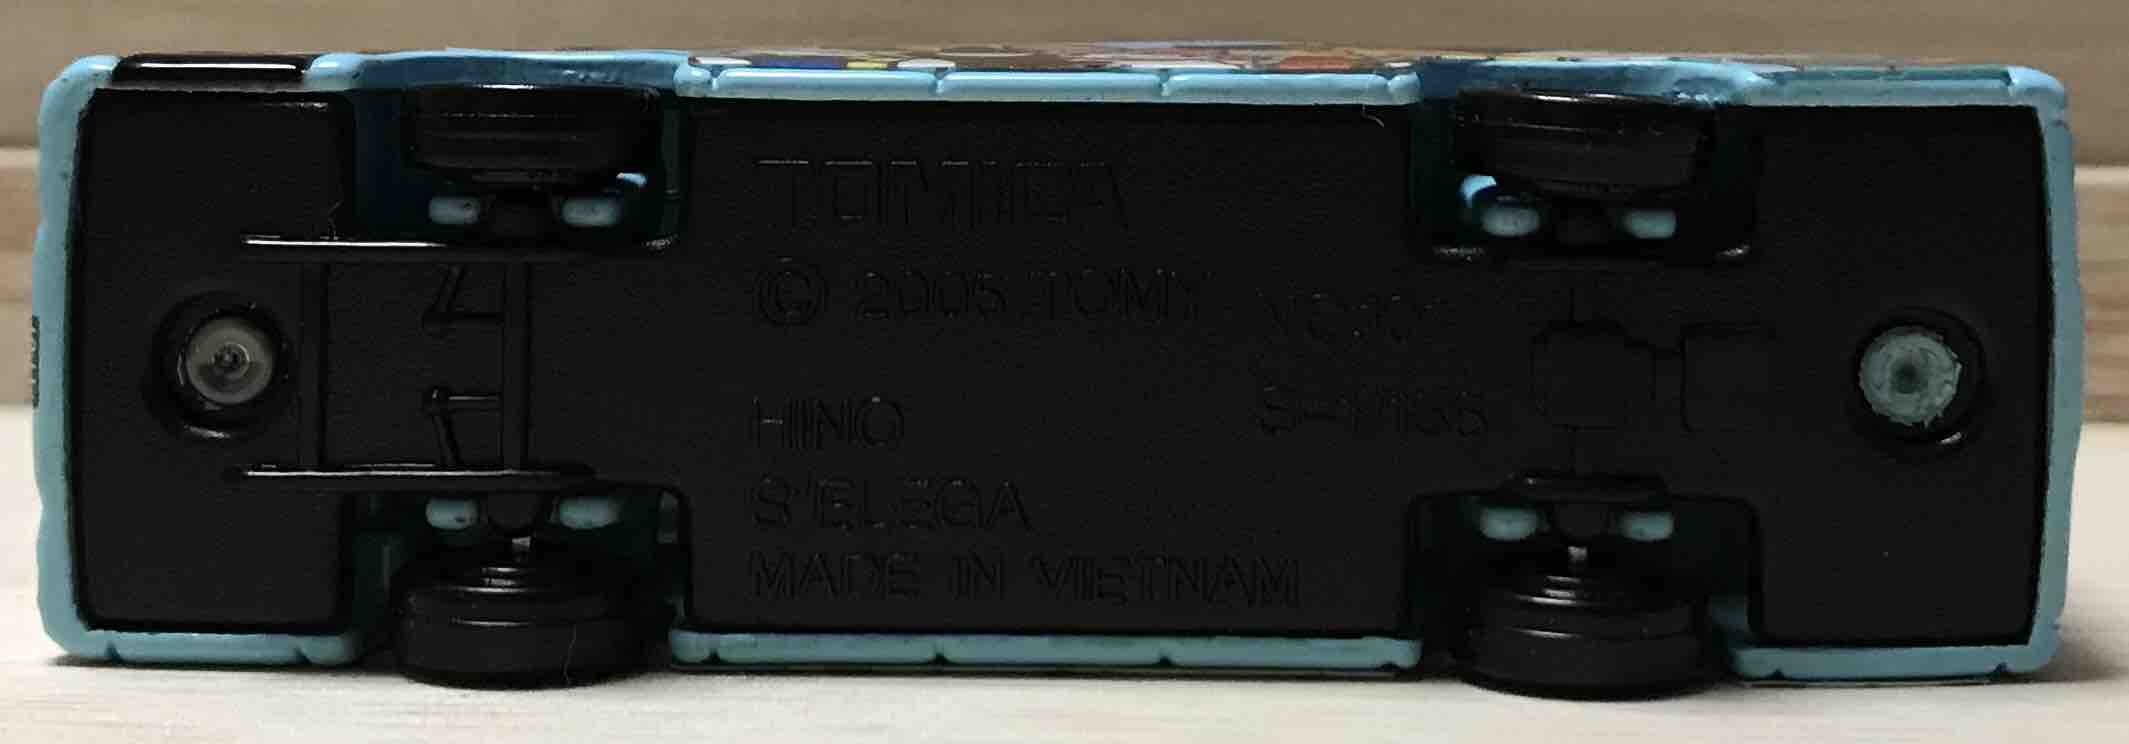 TOMICA
© 2005 TOMY
HINO
S'ELEGA
MADE IN VIETNAM